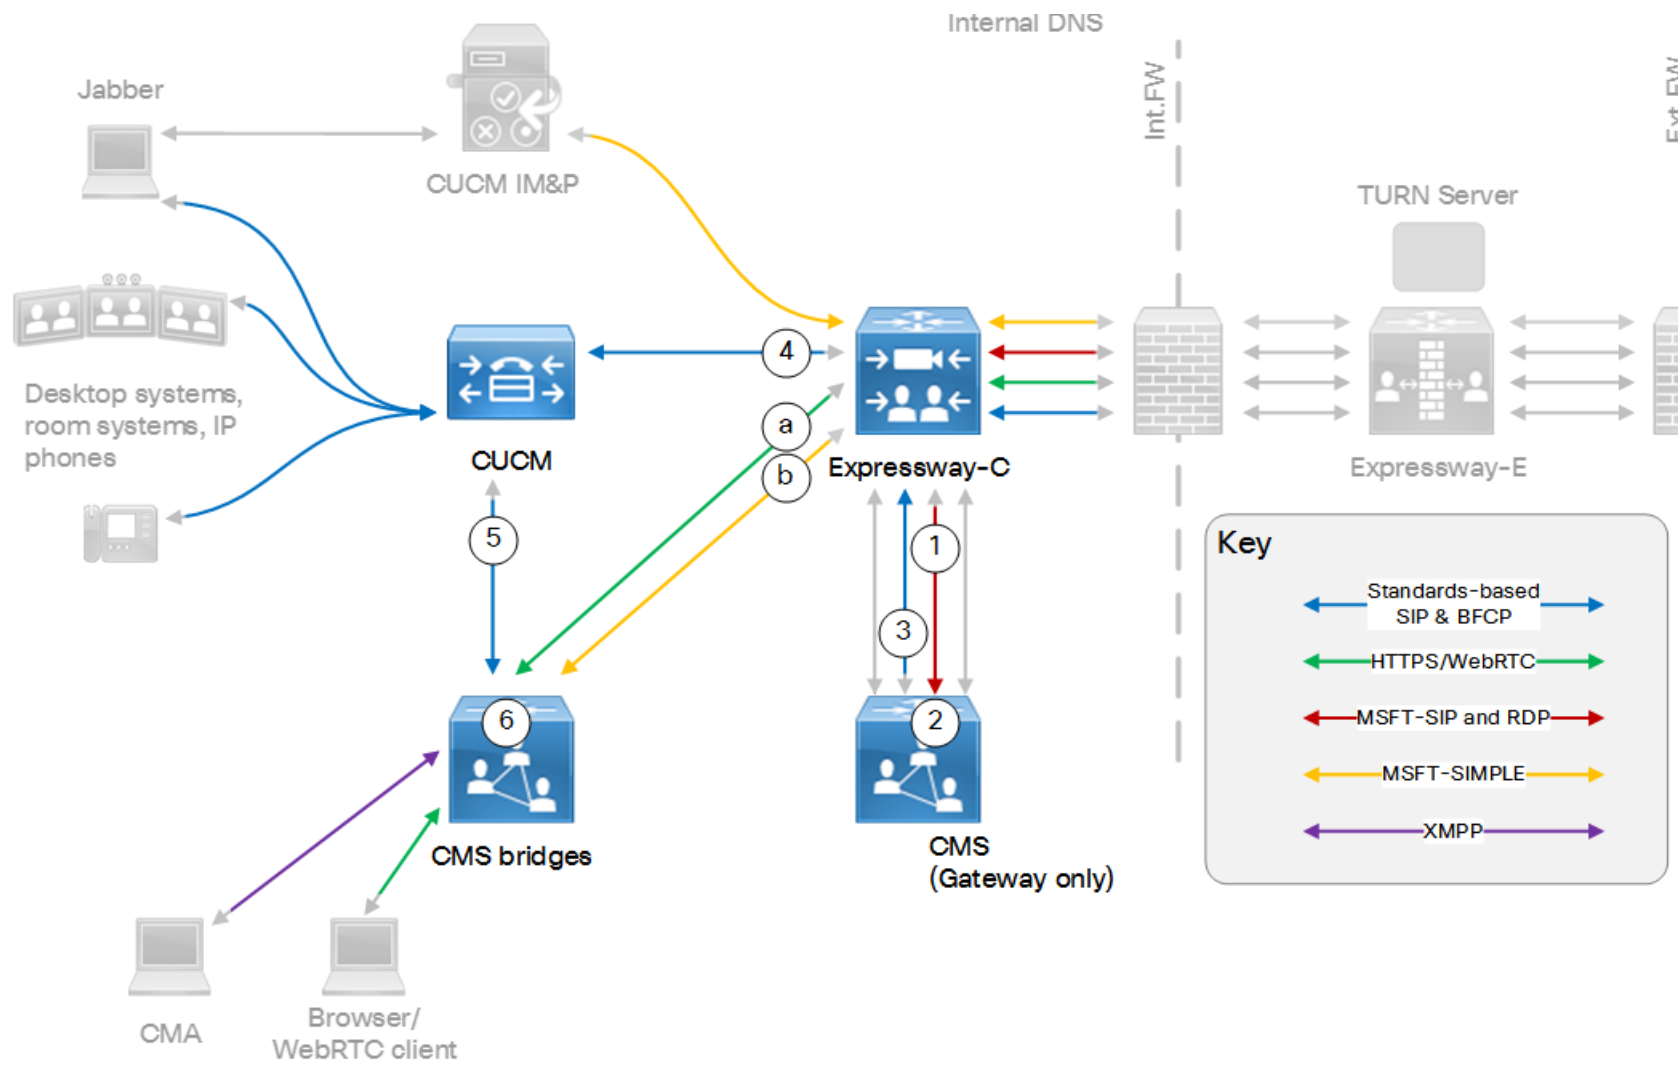 Internal DNS
Int.FW
Ext.FW
Jabber
CUCM IM&P
TURN Server
Desktop systems,
room systems, IP
phones
4
a
b
CUCM
Expressway-C
Expressway-E
5
1
3
Key
Standards-based
SIP & BFCP
HTTPS/WebRTC
MSFT-SIP and RDP
MSFT-SIMPLE
XMPP
6
2
CMS bridges
CMS
(Gateway only)
CMA
Browser/
WebRTC client